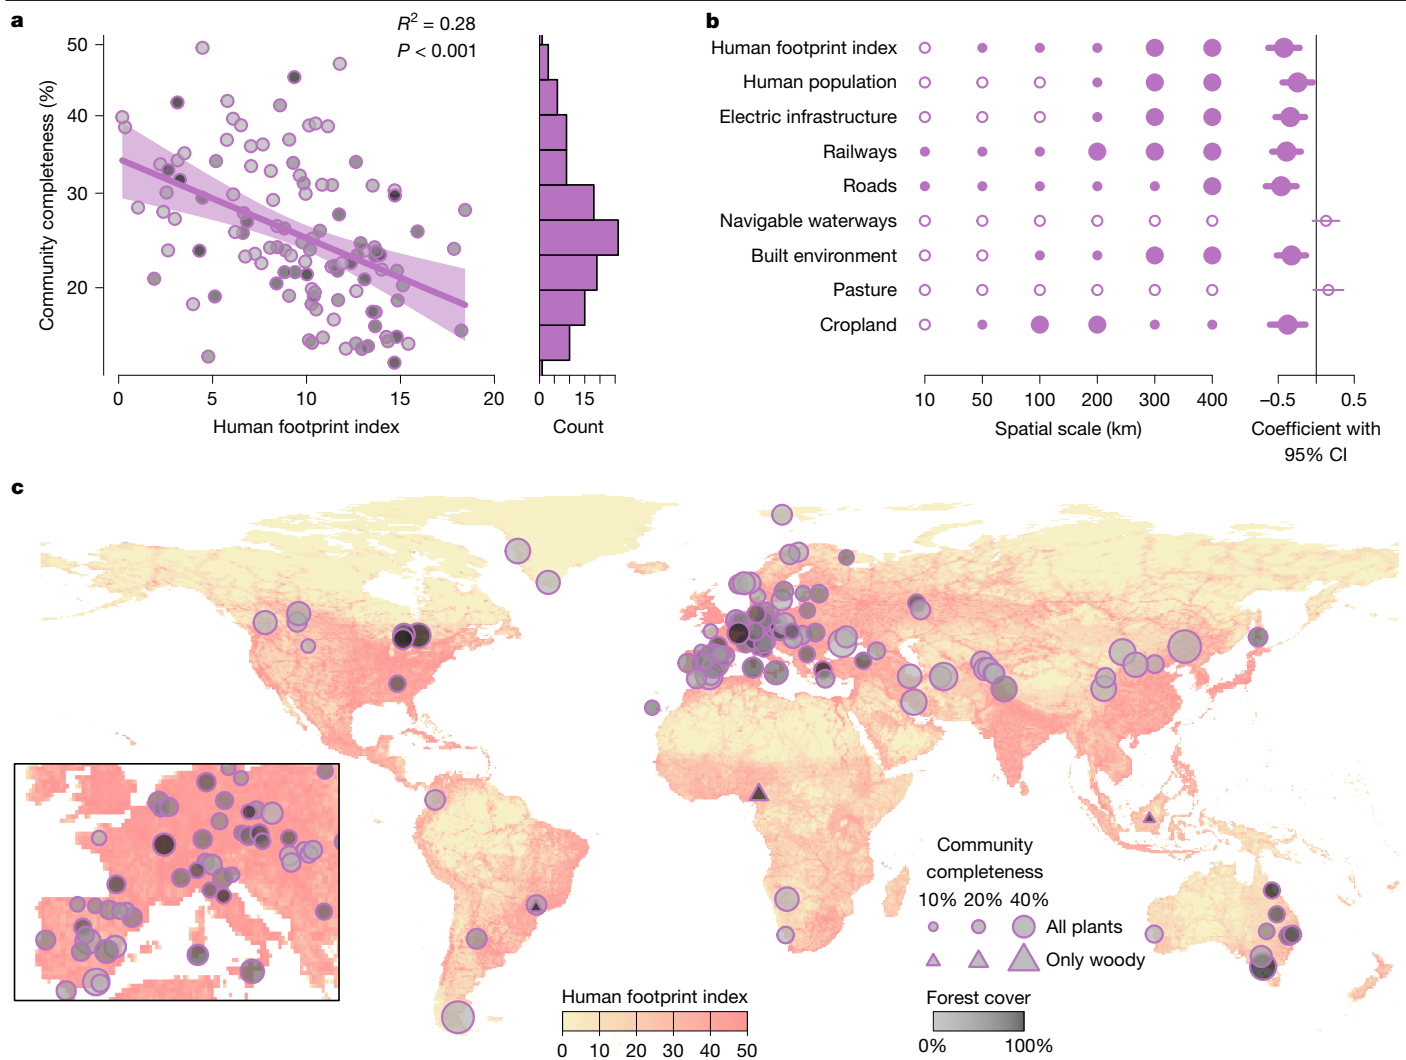 a
R² = 0.28
P < 0.001
Community completeness (%)
50
40
30
20
0 5 10 15 20
Human footprint index
0 15
Count
b
Human footprint index
Human population
Electric infrastructure
Railways
Roads
Navigable waterways
Built environment
Pasture
Cropland
10 50 100 200 300 400
Spatial scale (km)
−0.5 0.5
Coefficient with
95% CI
c
Community
completeness
10% 20% 40%
All plants
Only woody
Human footprint index
0 10 20 30 40 50
Forest cover
0% 100%